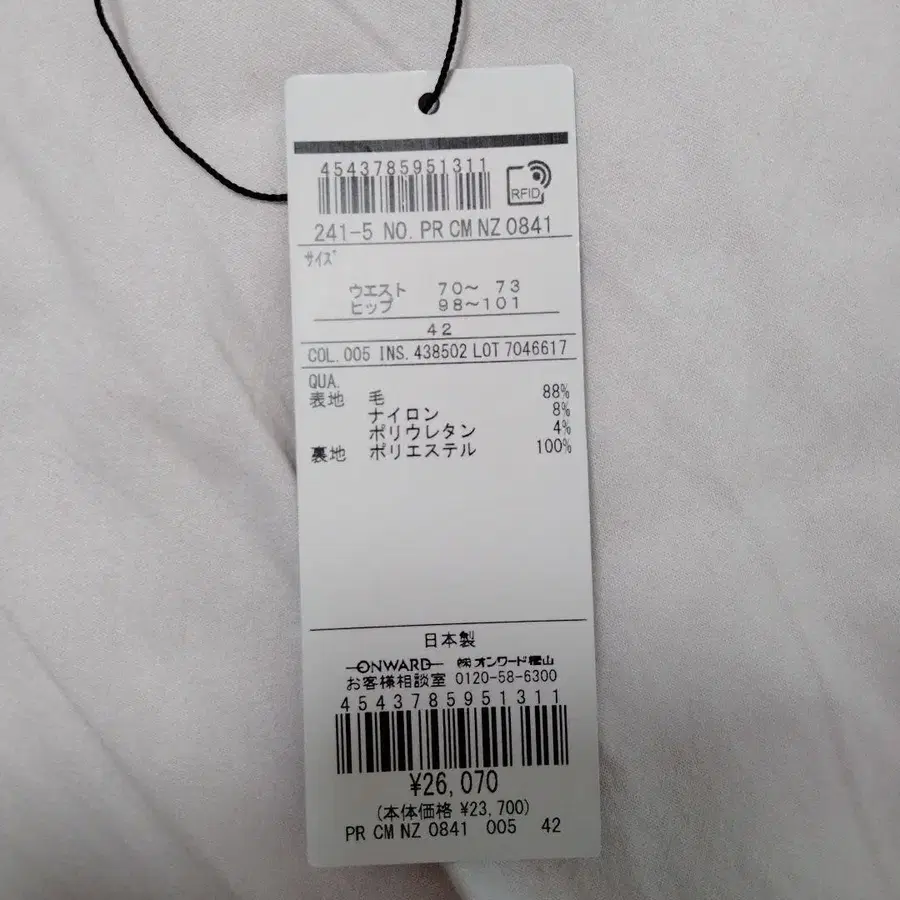 4543785951311
RFID
241-5 NO. PR CM NZ 0841
サイズ
ウエスト 70～ 73
ヒップ 98～101
42
COL. 005 INS. 438502 LOT 7046617
QUA.
表地 毛 88%
ナイロン 8%
ポリウレタン 4%
裏地 ポリエステル 100%
日本製
ONWARD ㈱オンワード樫山
お客様相談室 0120-58-6300
4543785951311
¥26,070
(本体価格 ¥23,700)
PR CM NZ 0841 005 42